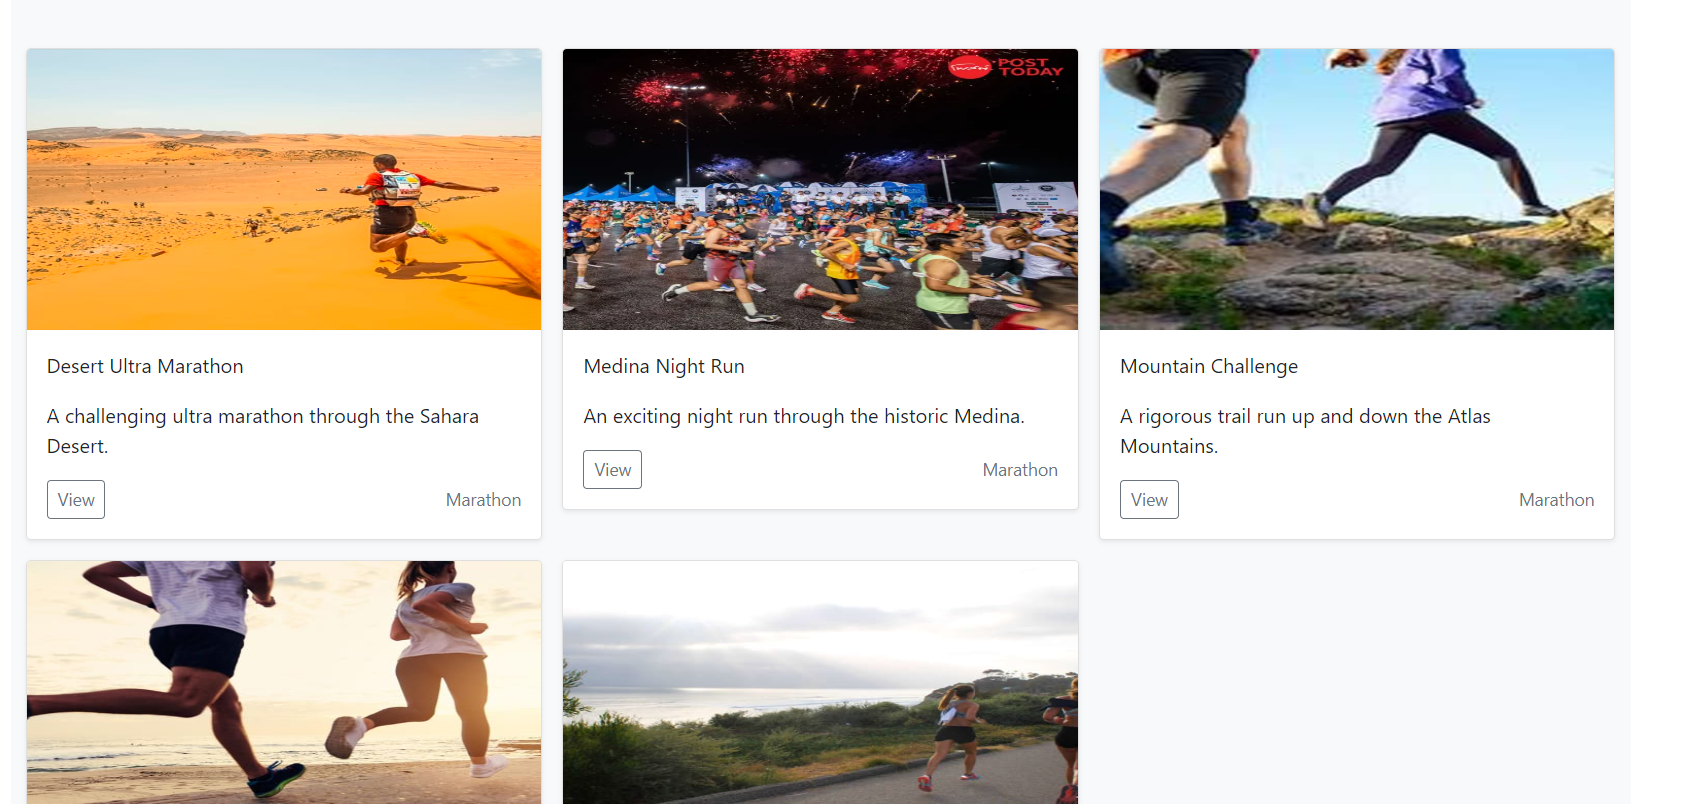 POST
TODAY
Desert Ultra Marathon
A challenging ultra marathon through the Sahara
Desert.
View
Marathon
Medina Night Run
An exciting night run through the historic Medina.
View
Marathon
Mountain Challenge
A rigorous trail run up and down the Atlas
Mountains.
View
Marathon